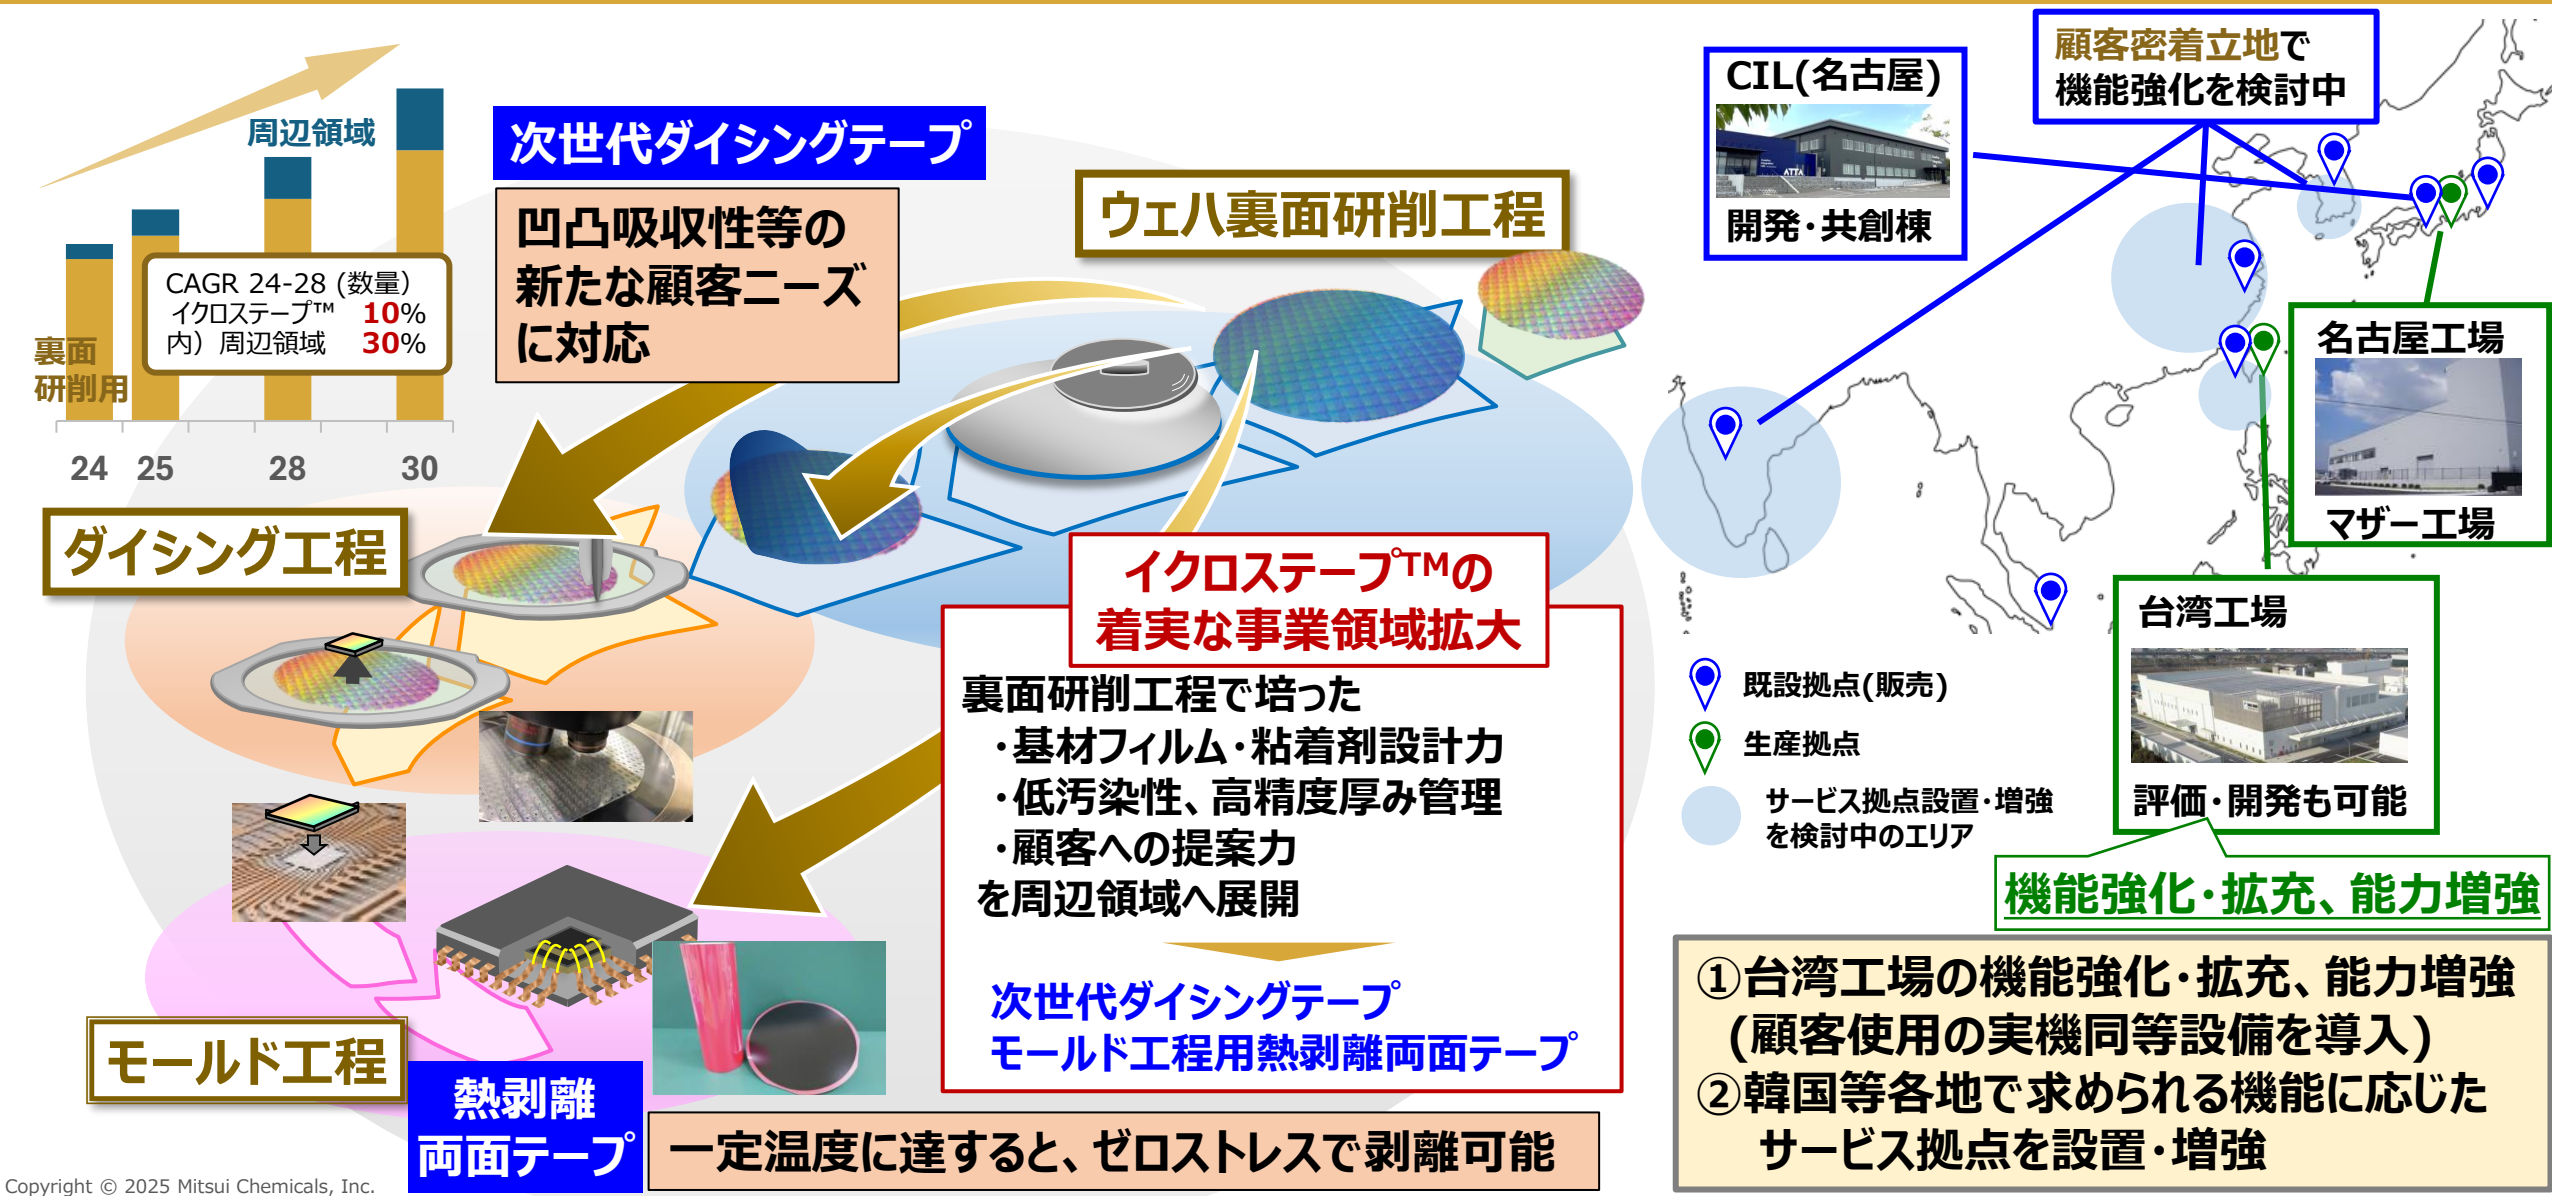 周辺領域
CAGR 24-28 (数量)
イクロステープ™ 10%
内）周辺領域 30%
裏面
研削用
24 25 28 30
次世代ダイシングテープ
凹凸吸収性等の
新たな顧客ニーズ
に対応
ウェハ裏面研削工程
ダイシング工程
イクロステープTMの
着実な事業領域拡大
裏面研削工程で培った
・基材フィルム・粘着剤設計力
・低汚染性、高精度厚み管理
・顧客への提案力
を周辺領域へ展開
次世代ダイシングテープ
モールド工程用熱剥離両面テープ
モールド工程
熱剥離
両面テープ
一定温度に達すると、ゼロストレスで剥離可能
CIL(名古屋)
ATTA
開発・共創棟
顧客密着立地で
機能強化を検討中
名古屋工場
マザー工場
台湾工場
評価・開発も可能
既設拠点(販売)
生産拠点
サービス拠点設置・増強
を検討中のエリア
機能強化・拡充、能力増強
①台湾工場の機能強化・拡充、能力増強
(顧客使用の実機同等設備を導入)
②韓国等各地で求められる機能に応じた
サービス拠点を設置・増強
Copyright © 2025 Mitsui Chemicals, Inc.